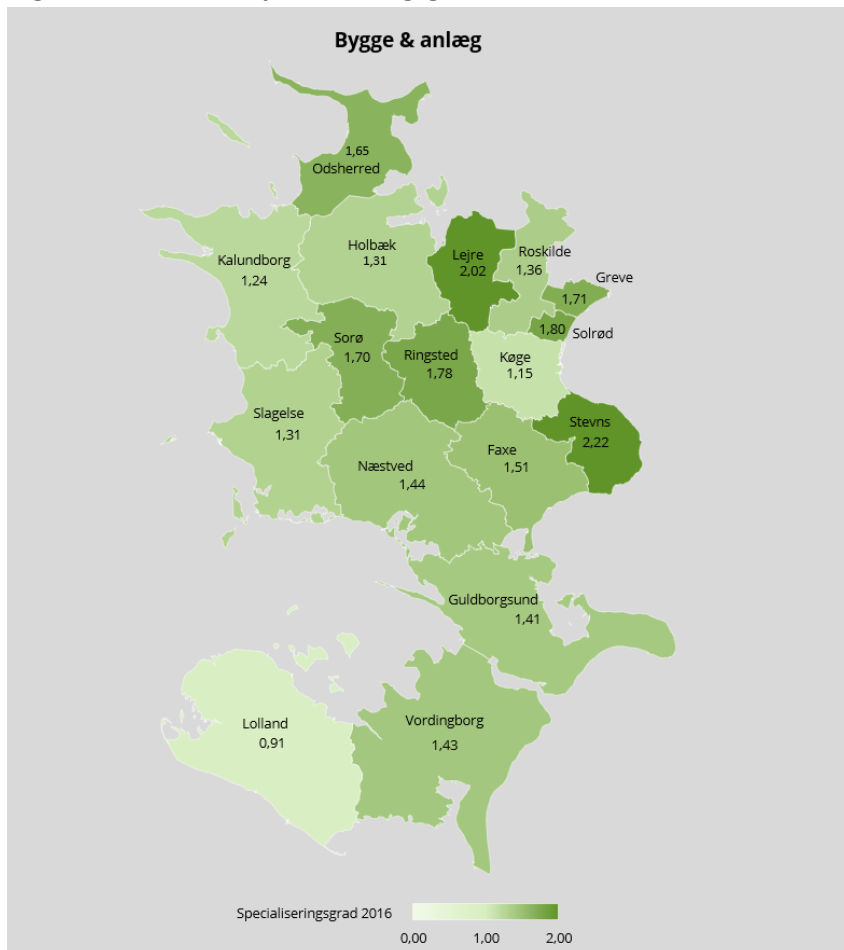 Bygge & anlæg
1,65
Odsherred
Holbæk
1,31
Kalundborg
1,24
Lejre
2,02
Roskilde
1,36
Greve
1,71
1,80
Solrød
Sorø
1,70
Ringsted
1,78
Køge
1,15
Slagelse
1,31
Stevns
2,22
Næstved
1,44
Faxe
1,51
Guldborgsund
1,41
Lolland
0,91
Vordingborg
1,43
Specialiseringsgrad 2016
0,00 1,00 2,00